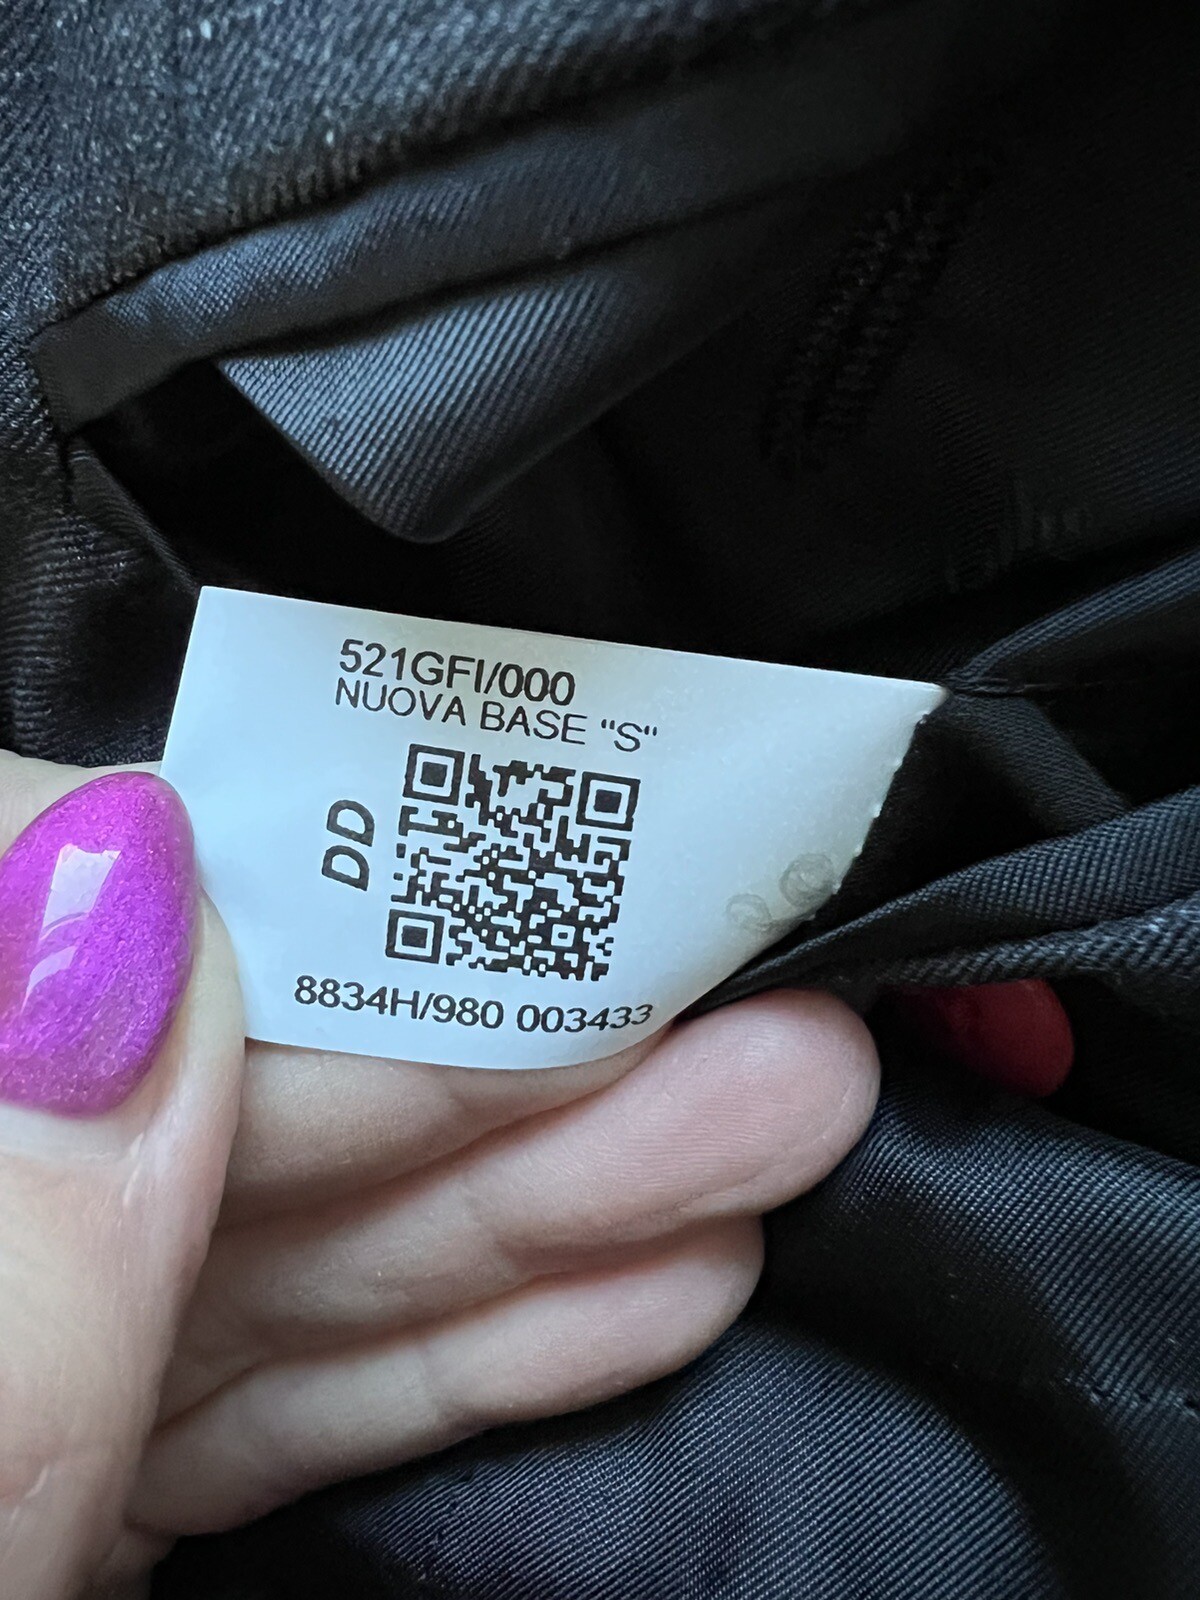 521GFI/000
NUOVA BASE "S"
DD
8834H/980 003433